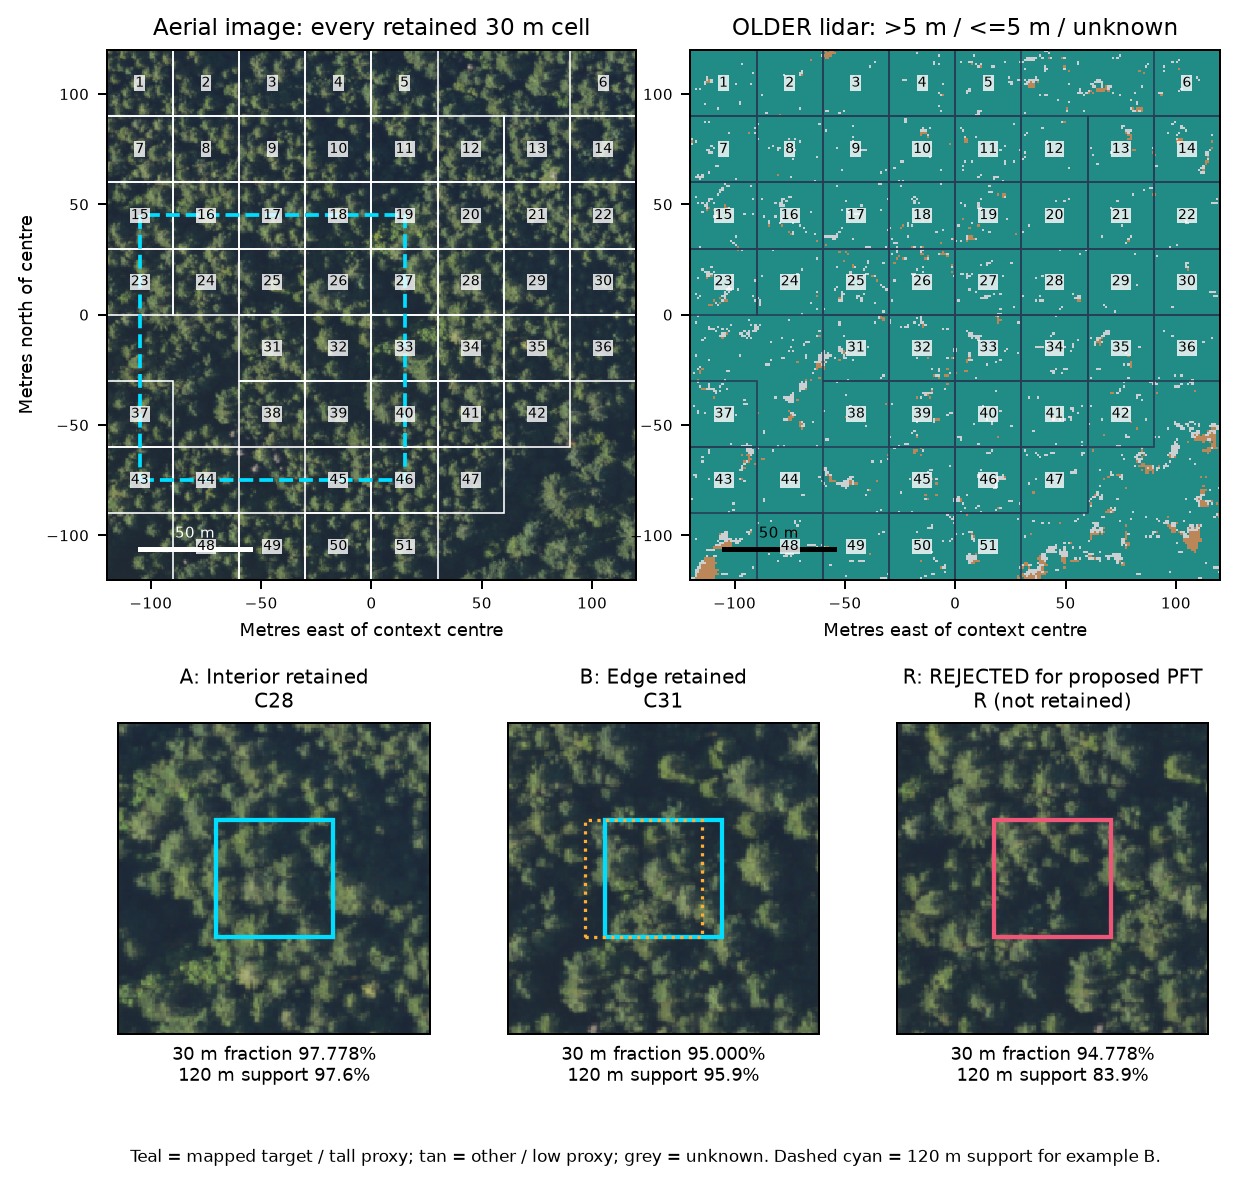 Aerial image: every retained 30 m cell
OLDER lidar: >5 m / <=5 m / unknown
Metres north of centre
100
50
0
−50
−100
1 2 3 4 5 6
7 8 9 10 11 12 13 14
15 16 17 18 19 20 21 22
23 24 25 26 27 28 29 30
31 32 33 34 35 36
37 38 39 40 41 42
43 44 45 46 47
50 m
48 49 50 51
−100 −50 0 50 100
Metres east of context centre
100
50
0
−50
−100
1 2 3 4 5 6
7 8 9 10 11 12 13 14
15 16 17 18 19 20 21 22
23 24 25 26 27 28 29 30
31 32 33 34 35 36
37 38 39 40 41 42
43 44 45 46 47
50 m
48 49 50 51
−100 −50 0 50 100
Metres east of context centre
A: Interior retained
C28
30 m fraction 97.778%
120 m support 97.6%
B: Edge retained
C31
30 m fraction 95.000%
120 m support 95.9%
R: REJECTED for proposed PFT
R (not retained)
30 m fraction 94.778%
120 m support 83.9%
Teal = mapped target / tall proxy; tan = other / low proxy; grey = unknown. Dashed cyan = 120 m support for example B.